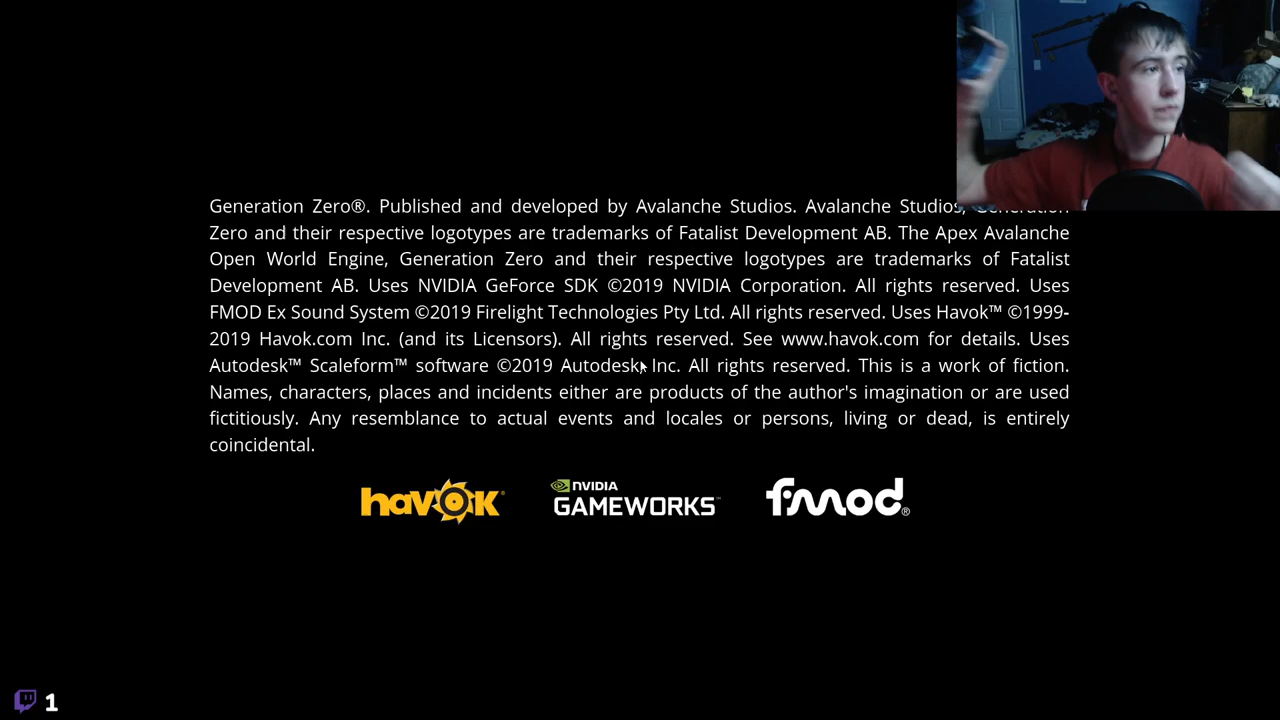 Generation Zero®. Published and developed by Avalanche Studios. Avalanche Studios, Generation
Zero and their respective logotypes are trademarks of Fatalist Development AB. The Apex Avalanche
Open World Engine, Generation Zero and their respective logotypes are trademarks of Fatalist
Development AB. Uses NVIDIA GeForce SDK ©2019 NVIDIA Corporation. All rights reserved. Uses
FMOD Ex Sound System ©2019 Firelight Technologies Pty Ltd. All rights reserved. Uses Havok™ ©1999-
2019 Havok.com Inc. (and its Licensors). All rights reserved. See www.havok.com for details. Uses
Autodesk™ Scaleform™ software ©2019 Autodesk, Inc. All rights reserved. This is a work of fiction.
Names, characters, places and incidents either are products of the author's imagination or are used
fictitiously. Any resemblance to actual events and locales or persons, living or dead, is entirely
coincidental.
havok® NVIDIA GAMEWORKS™ fmod®
1